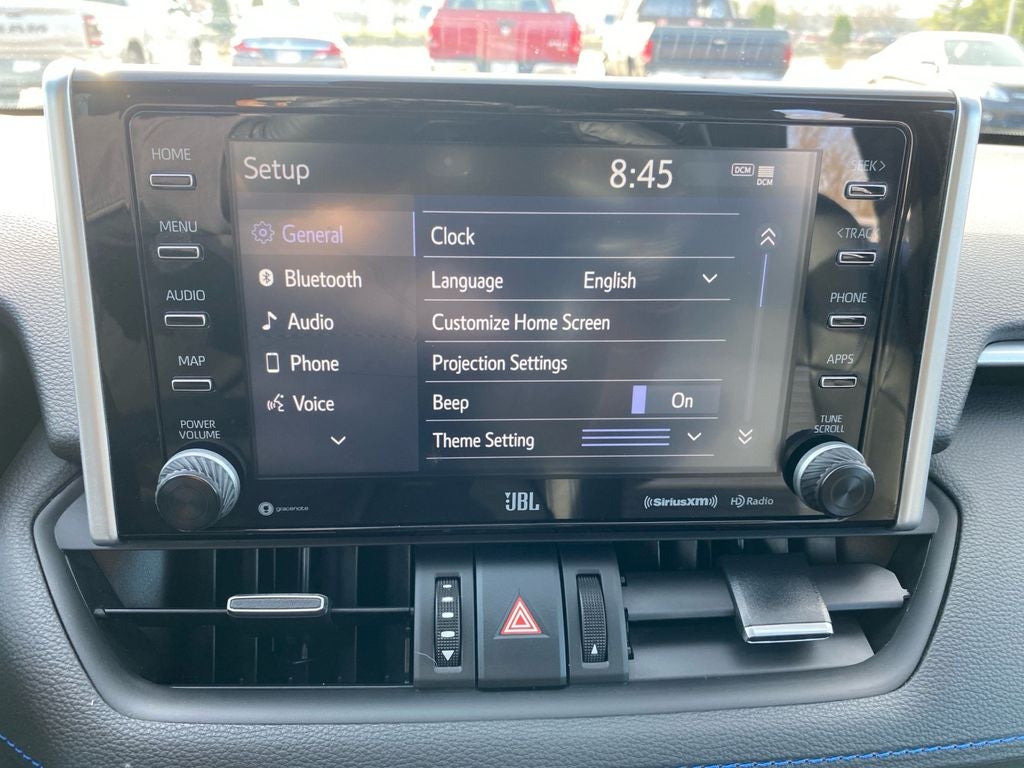 Setup
8:45
DCM
DCM
General
Bluetooth
Audio
Phone
Voice
Clock
Language English
Customize Home Screen
Projection Settings
Beep On
Theme Setting
HOME
MENU
AUDIO
MAP
POWER
VOLUME
SEEK >
< TRACK
PHONE
APPS
TUNE
SCROLL
gracenote
JBL
((SiriusXM))
HD Radio